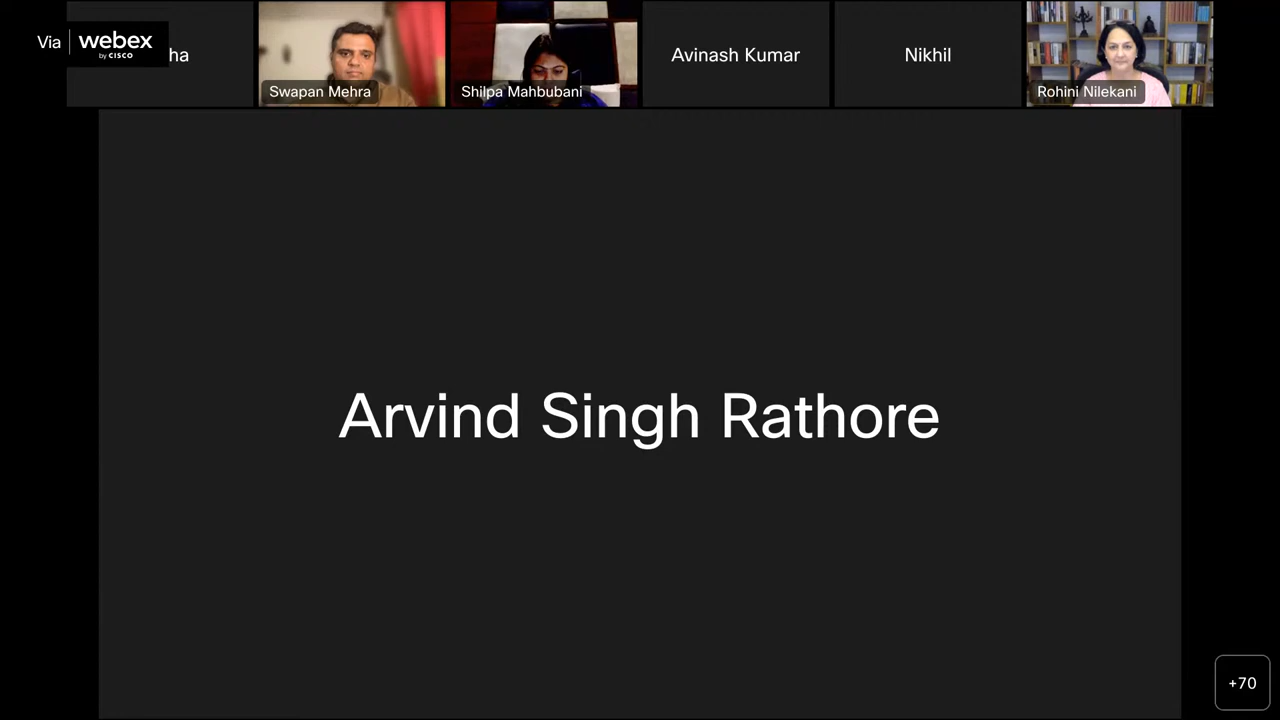 Via webex
by CISCO
ha
Swapan Mehra
Shilpa Mahbubani
Avinash Kumar
Nikhil
Rohini Nilekani
Arvind Singh Rathore
+70